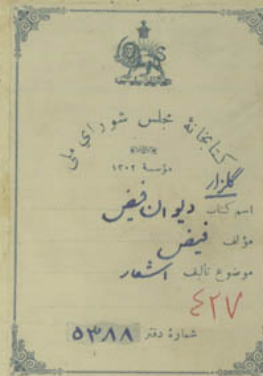 کتابخانهٔ مجلس شورای ملی
مؤسسهٔ ۱۳۰۲
گلزار
اسم کتاب دیوان فیض
مؤلف فیض
موضوع تألیف اشعار
۴۲۷
شمارهٔ دفتر ۵۳۸۸